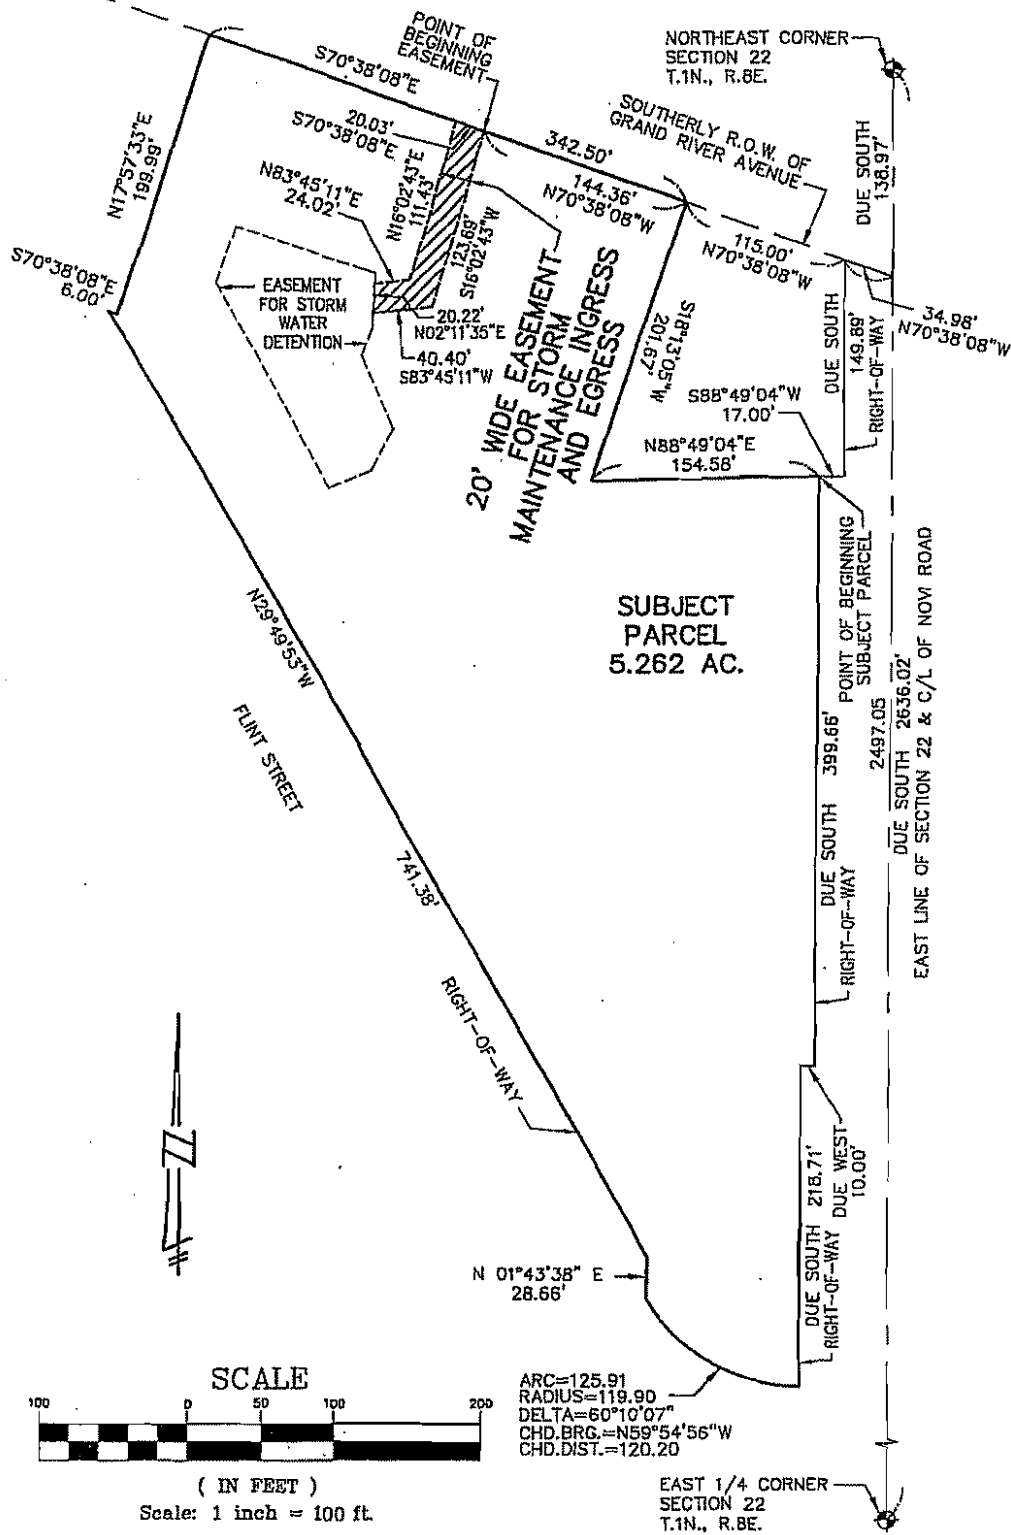 POINT OF
BEGINNING
EASEMENT
NORTHEAST CORNER
SECTION 22
T.1N., R.8E.
S70°38'08"E
SOUTHERLY R.O.W. OF
GRAND RIVER AVENUE
DUE SOUTH
138.97'
20.03'
S70°38'08"E
342.50'
144.36'
N70°38'08"W
N17°57'33"E
199.99'
N83°45'11"E
24.02'
N16°02'43"E
111.43'
123.69'
S16°02'43"W
115.00'
N70°38'08"W
S70°38'08"E
6.00'
EASEMENT
FOR STORM
WATER
DETENTION
20.22'
N02°11'35"E
40.40'
S83°45'11"W
20' WIDE EASEMENT
FOR STORM
MAINTENANCE INGRESS
AND EGRESS
S18°13'05"W
201.67'
DUE SOUTH
149.89'
RIGHT-OF-WAY
34.98'
N70°38'08"W
S88°49'04"W
17.00'
N88°49'04"E
154.58'
POINT OF BEGINNING
SUBJECT PARCEL
SUBJECT
PARCEL
5.262 AC.
N29°49'53"W
FLINT STREET
741.38'
RIGHT-OF-WAY
DUE SOUTH 399.66'
RIGHT-OF-WAY
2497.05
DUE SOUTH 2636.02'
EAST LINE OF SECTION 22 & C/L OF NOVI ROAD
DUE WEST
10.00'
DUE SOUTH 218.71'
RIGHT-OF-WAY
N 01°43'38" E
28.66'
N
SCALE
100 0 50 100 200
( IN FEET )
Scale: 1 inch = 100 ft.
ARC=125.91
RADIUS=119.90
DELTA=60°10'07"
CHD.BRG.=N59°54'56"W
CHD.DIST.=120.20
EAST 1/4 CORNER
SECTION 22
T.1N., R.8E.